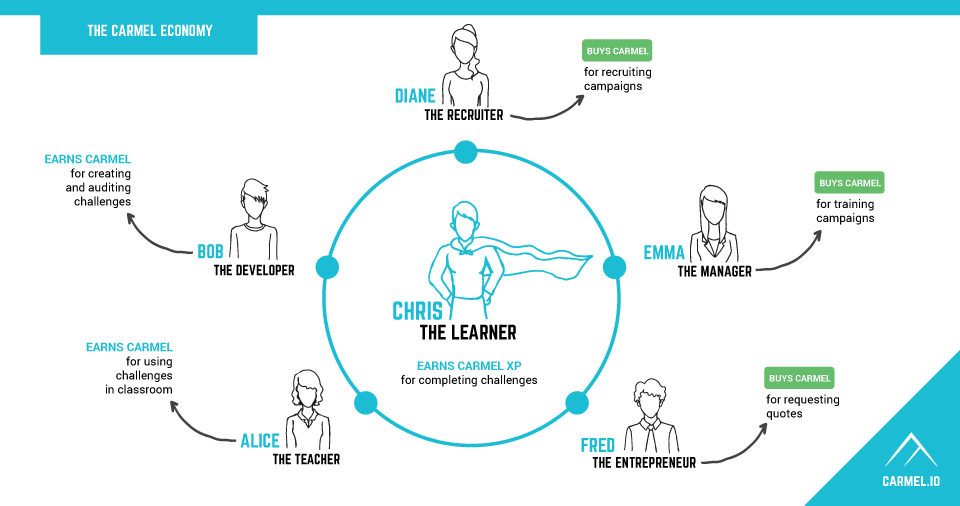 THE CARMEL ECONOMY
DIANE
THE RECRUITER
BUYS CARMEL
for recruiting
campaigns
EARNS CARMEL
for creating
and auditing
challenges
BOB
THE DEVELOPER
EMMA
THE MANAGER
BUYS CARMEL
for training
campaigns
CHRIS
THE LEARNER
EARNS CARMEL XP
for completing challenges
EARNS CARMEL
for using
challenges
in classroom
ALICE
THE TEACHER
FRED
THE ENTREPRENEUR
BUYS CARMEL
for requesting
quotes
CARMEL.IO